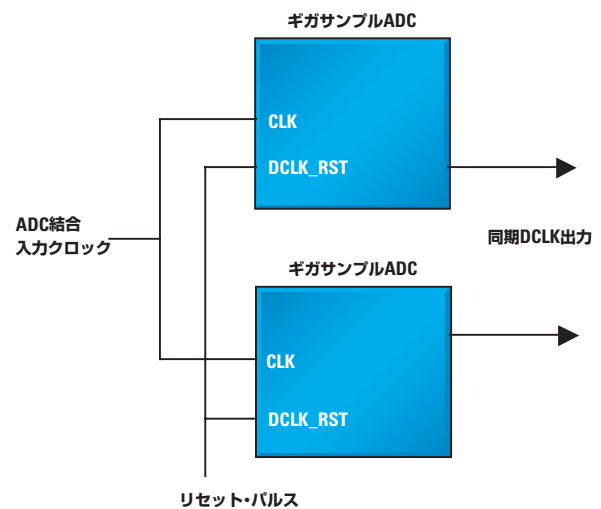 ギガサンプルADC
CLK
DCLK_RST
ADC結合
入力クロック
同期DCLK出力
ギガサンプルADC
CLK
DCLK_RST
リセット・パルス